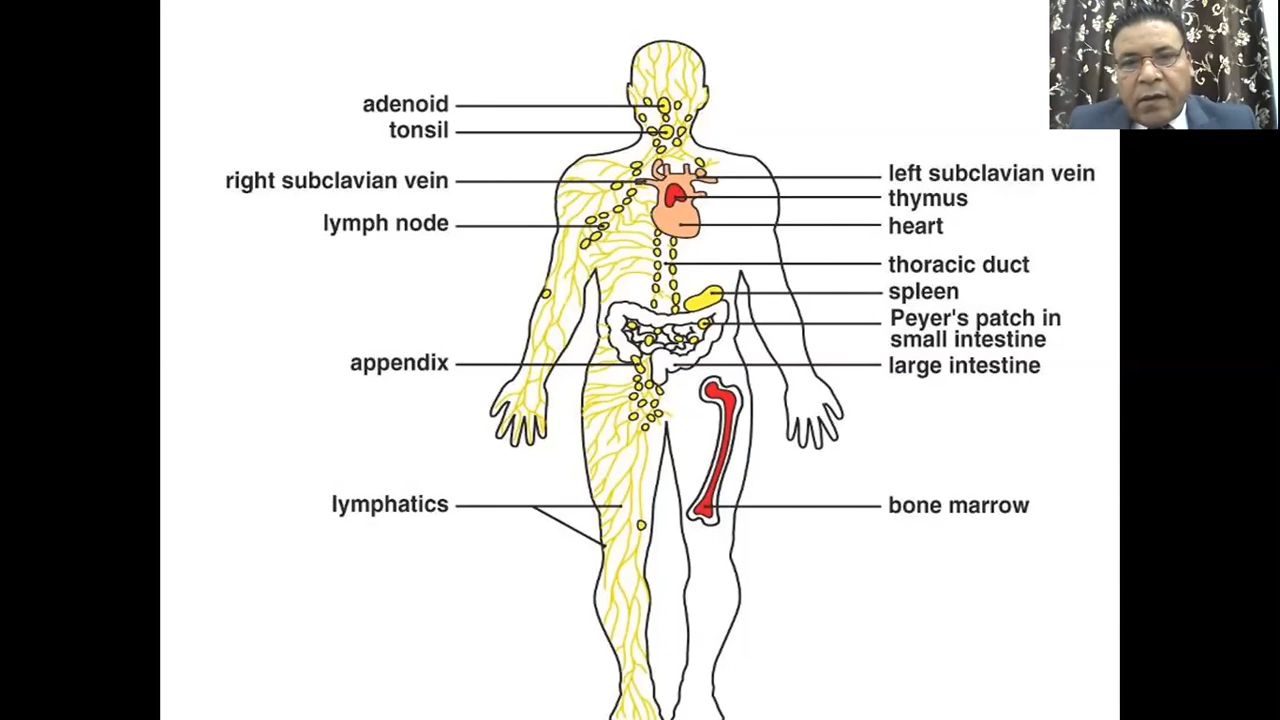 adenoid
tonsil
right subclavian vein
lymph node
appendix
lymphatics
left subclavian vein
thymus
heart
thoracic duct
spleen
Peyer's patch in
small intestine
large intestine
bone marrow